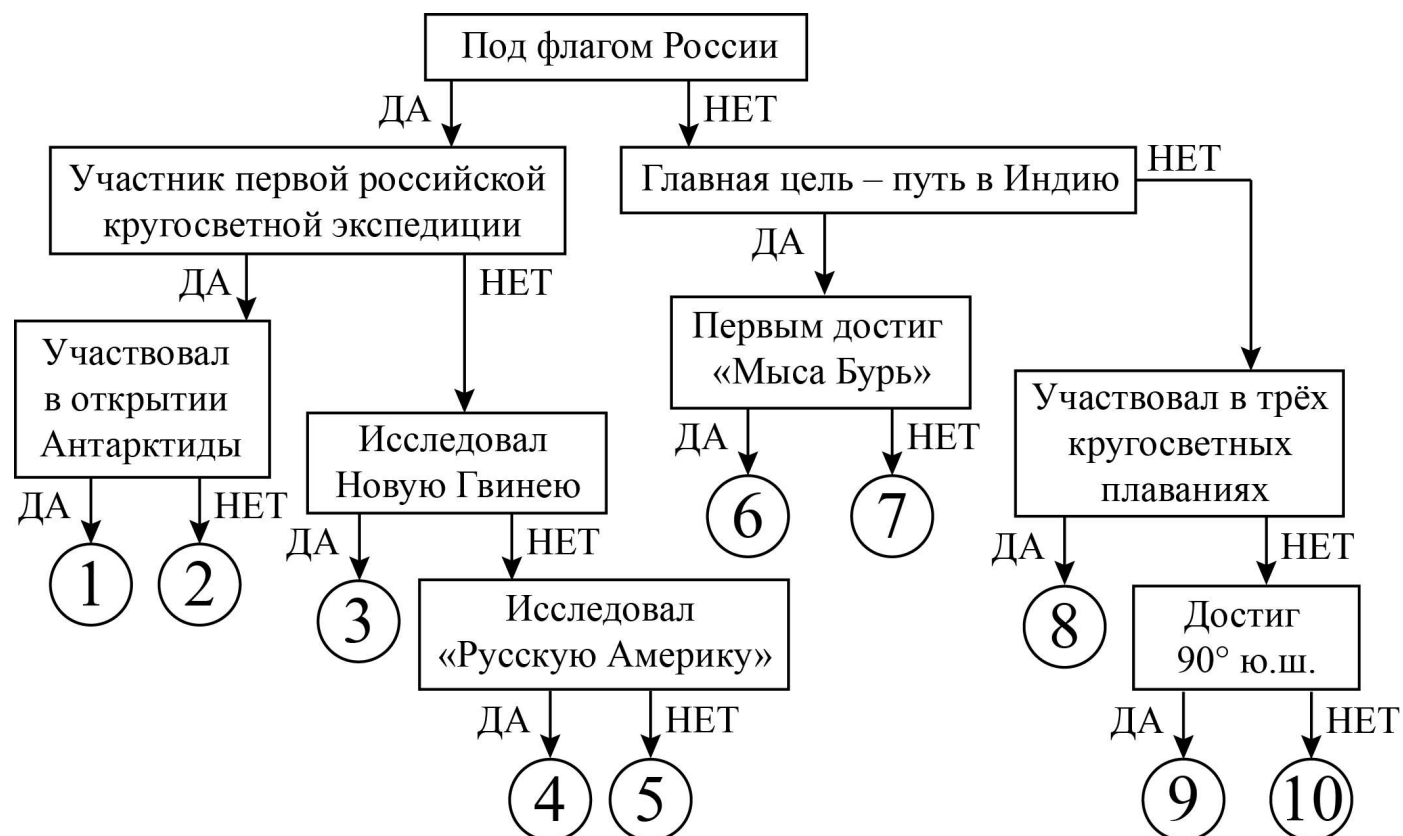 Под флагом России
ДА
НЕТ
Участник первой российской
кругосветной экспедиции
Главная цель – путь в Индию
НЕТ
ДА
НЕТ
ДА
Участвовал
в открытии
Антарктиды
Первым достиг
«Мыса Бурь»
Участвовал в трёх
кругосветных
плаваниях
Исследовал
Новую Гвинею
ДА
НЕТ
ДА
НЕТ
ДА
НЕТ
ДА
НЕТ
1
2
3
6
7
8
Исследовал
«Русскую Америку»
Достиг
90° ю.ш.
ДА
НЕТ
ДА
НЕТ
4
5
9
10